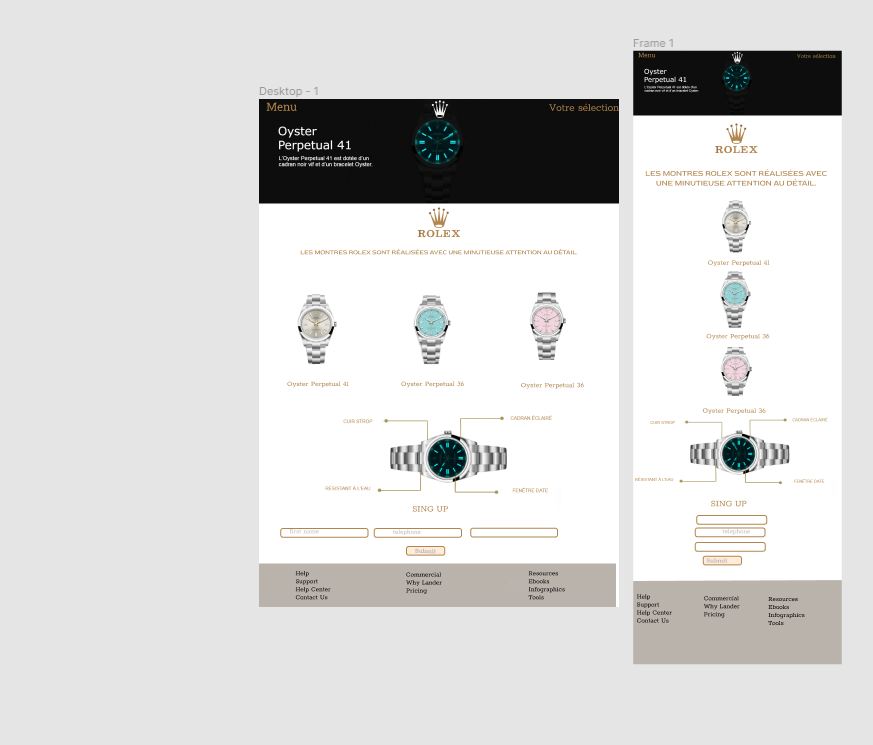 Desktop - 1
Menu
Votre sélection
Oyster
Perpetual 41
L'Oyster Perpetual 41 est dotée d'un
cadran noir vif et d'un bracelet Oyster.
ROLEX
LES MONTRES ROLEX SONT RÉALISÉES AVEC UNE MINUTIEUSE ATTENTION AU DÉTAIL.
Oyster Perpetual 41
Oyster Perpetual 36
Oyster Perpetual 36
CUIR STROP
CADRAN ÉCLAIRÉ
RESISTANT À L'EAU
FENÊTRE DATE
SING UP
first name
telephone
Submit
Help
Support
Help Center
Contact Us
Commercial
Why Lander
Pricing
Resources
Ebooks
Infographics
Tools
Frame 1
Menu
Votre sélection
Oyster
Perpetual 41
L'Oyster Perpetual 41 est dotée d'un
cadran noir vif et d'un bracelet Oyster.
ROLEX
LES MONTRES ROLEX SONT RÉALISÉES AVEC
UNE MINUTIEUSE ATTENTION AU DÉTAIL.
Oyster Perpetual 41
Oyster Perpetual 36
Oyster Perpetual 36
CUIR STROP
CADRAN ÉCLAIRÉ
RESISTANT À L'EAU
FENÊTRE DATE
SING UP
telephone
Submit
Help
Support
Help Center
Contact Us
Commercial
Why Lander
Pricing
Resources
Ebooks
Infographics
Tools